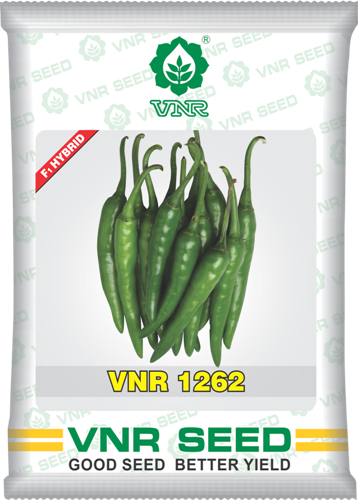 VNR
®
F1 HYBRID
VNR 1262
VNR SEED
GOOD SEED BETTER YIELD